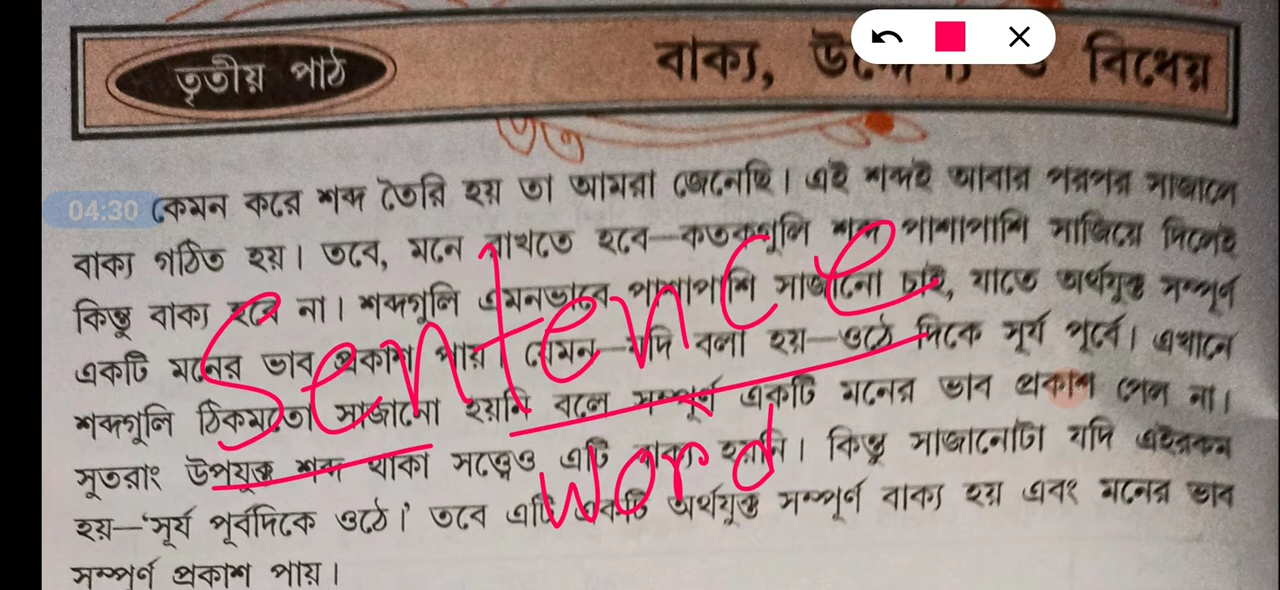 তৃতীয় পাঠ
বাক্য, ও বিধেয়
04:30
কেমন করে শব্দ তৈরি হয় তা আমরা জেনেছি। এই শব্দই আবার পরপর সাজালে
বাক্য গঠিত হয়। তবে, মনে রাখতে হবে—কতকগুলি শব্দ পাশাপাশি সাজিয়ে দিলেই
কিন্তু বাক্য হবে না। শব্দগুলি এমনভাবে পাশাপাশি সাজানো চাই, যাতে অর্থযুক্ত সম্পূর্ণ
একটি মনের ভাব প্রকাশ পায়। যেমন—যদি বলা হয়—ওঠে দিকে সূর্য পূর্বে। এখানে
শব্দগুলি ঠিকমতো সাজানো হয়নি বলে সম্পূর্ণ একটি মনের ভাব প্রকাশ পেল না।
সুতরাং উপযুক্ত শব্দ থাকা সত্ত্বেও এটি বাক্য হয়নি। কিন্তু সাজানোটা যদি এইরকম
হয়—‘সূর্য পূর্বদিকে ওঠে।’ তবে এটি একটি অর্থযুক্ত সম্পূর্ণ বাক্য হয় এবং মনের ভাব
সম্পূর্ণ প্রকাশ পায়।
Sentence
word